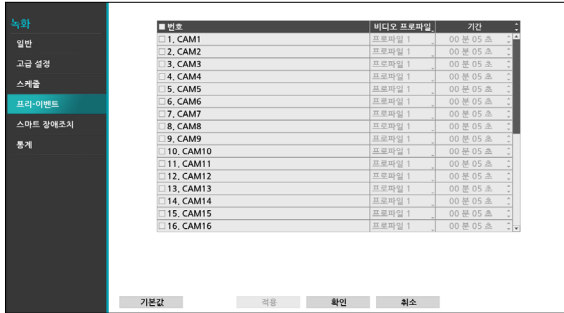 녹화
일반
고급 설정
스케줄
프리-이벤트
스마트 장애조치
통계
번호 비디오 프로파일 기간
1. CAM1 프로파일 1 00 분 05 초
2. CAM2 프로파일 1 00 분 05 초
3. CAM3 프로파일 1 00 분 05 초
4. CAM4 프로파일 1 00 분 05 초
5. CAM5 프로파일 1 00 분 05 초
6. CAM6 프로파일 1 00 분 05 초
7. CAM7 프로파일 1 00 분 05 초
8. CAM8 프로파일 1 00 분 05 초
9. CAM9 프로파일 1 00 분 05 초
10. CAM10 프로파일 1 00 분 05 초
11. CAM11 프로파일 1 00 분 05 초
12. CAM12 프로파일 1 00 분 05 초
13. CAM13 프로파일 1 00 분 05 초
14. CAM14 프로파일 1 00 분 05 초
15. CAM15 프로파일 1 00 분 05 초
16. CAM16 프로파일 1 00 분 05 초
기본값 적용 확인 취소